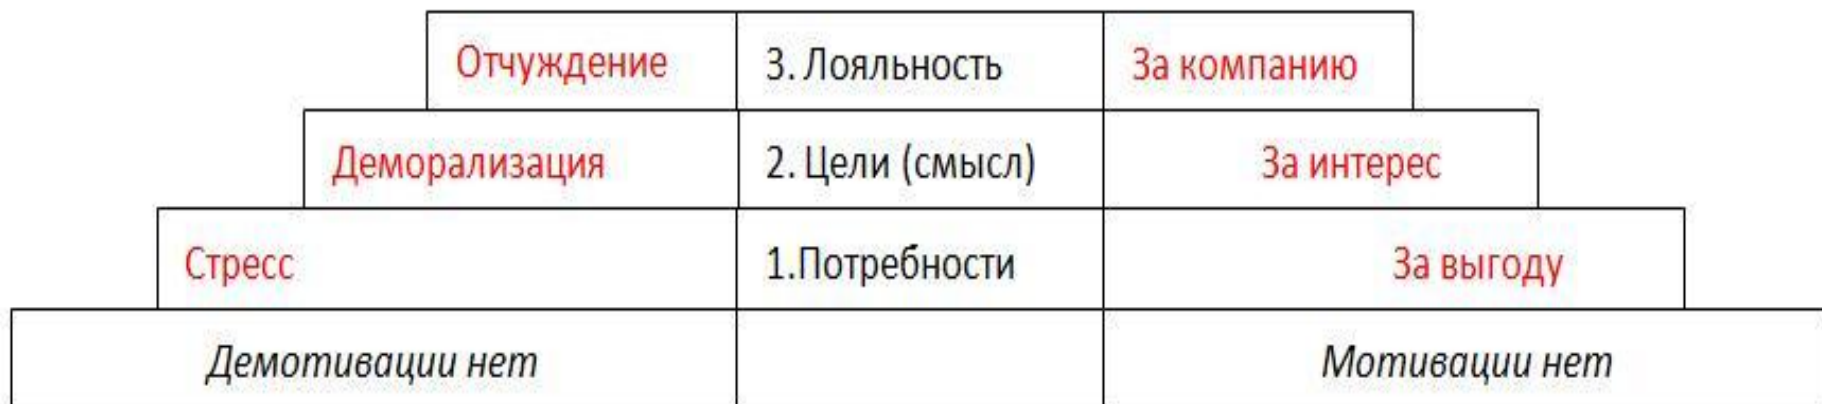 Отчуждение 3. Лояльность За компанию
Деморализация 2. Цели (смысл) За интерес
Стресс 1.Потребности За выгоду
Демотивации нет Мотивации нет